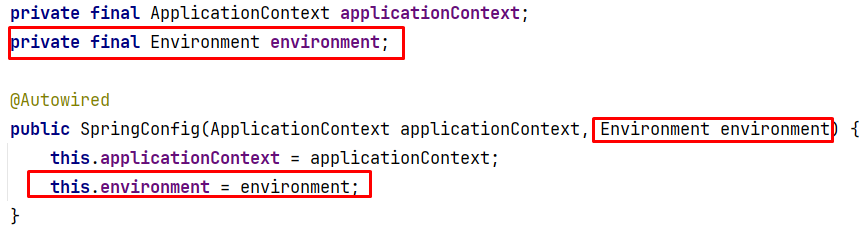 private final ApplicationContext applicationContext;
private final Environment environment;
@Autowired
public SpringConfig(ApplicationContext applicationContext, Environment environment) {
this.applicationContext = applicationContext;
this.environment = environment;
}